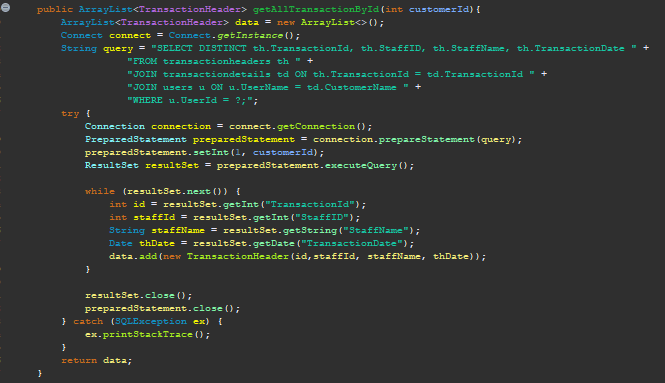 public ArrayList<TransactionHeader> getAllTransactionById(int customerId){
ArrayList<TransactionHeader> data = new ArrayList<>();
Connect connect = Connect.getInstance();
String query = "SELECT DISTINCT th.TransactionId, th.StaffID, th.StaffName, th.TransactionDate " +
"FROM transactionheaders th " +
"JOIN transactiondetails td ON th.TransactionId = td.TransactionId " +
"JOIN users u ON u.UserName = td.CustomerName " +
"WHERE u.UserId = ?;";
try {
Connection connection = connect.getConnection();
PreparedStatement preparedStatement = connection.prepareStatement(query);
preparedStatement.setInt(1, customerId);
ResultSet resultSet = preparedStatement.executeQuery();
while (resultSet.next()) {
int id = resultSet.getInt("TransactionId");
int staffId = resultSet.getInt("StaffID");
String staffName = resultSet.getString("StaffName");
Date thDate = resultSet.getDate("TransactionDate");
data.add(new TransactionHeader(id,staffId, staffName, thDate));
}
resultSet.close();
preparedStatement.close();
} catch (SQLException ex) {
ex.printStackTrace();
}
return data;
}